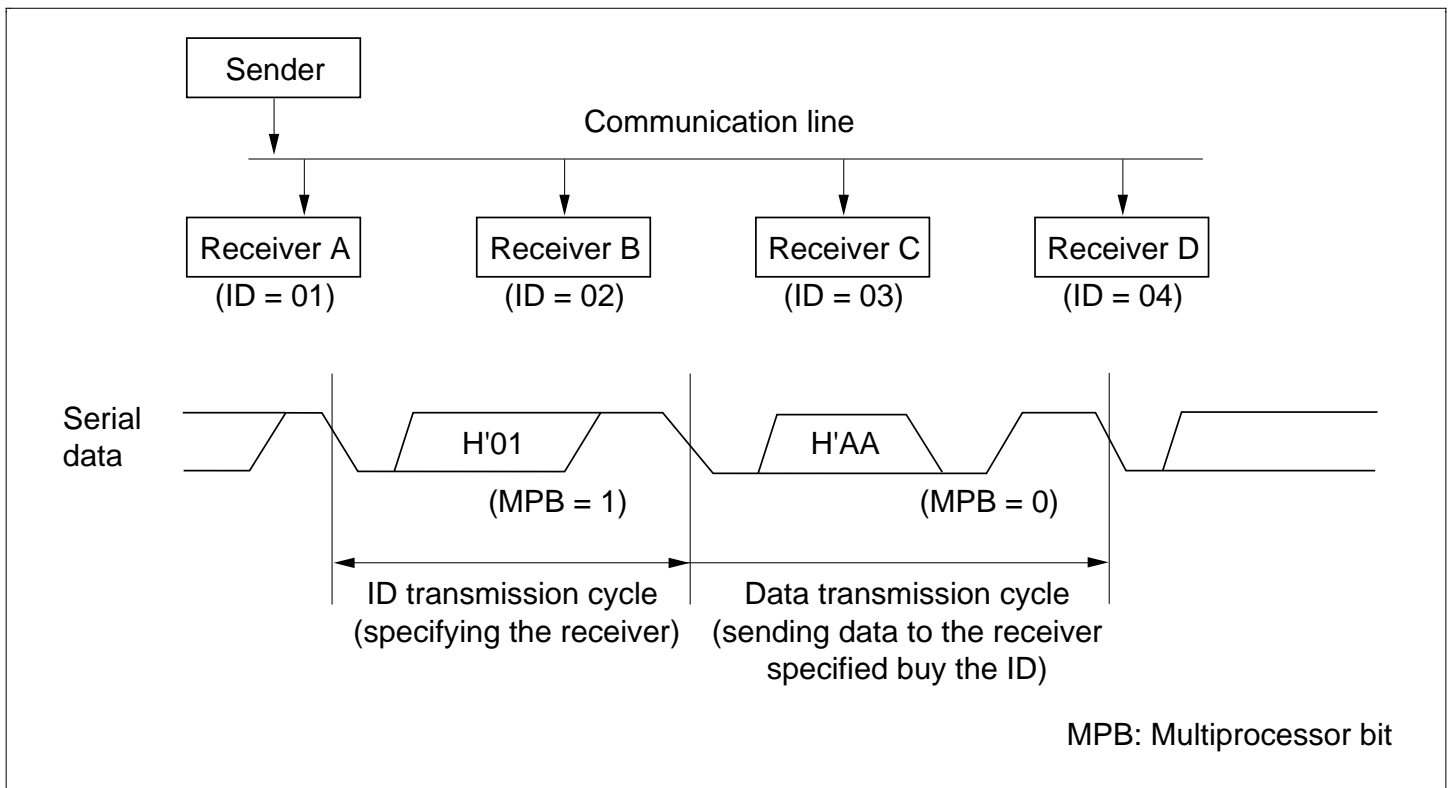 Sender
Communication line
Receiver A
Receiver B
Receiver C
Receiver D
(ID = 01)
(ID = 02)
(ID = 03)
(ID = 04)
Serial
data
H'01
H'AA
(MPB = 1)
(MPB = 0)
ID transmission cycle
(specifying the receiver)
Data transmission cycle
(sending data to the receiver
specified buy the ID)
MPB: Multiprocessor bit